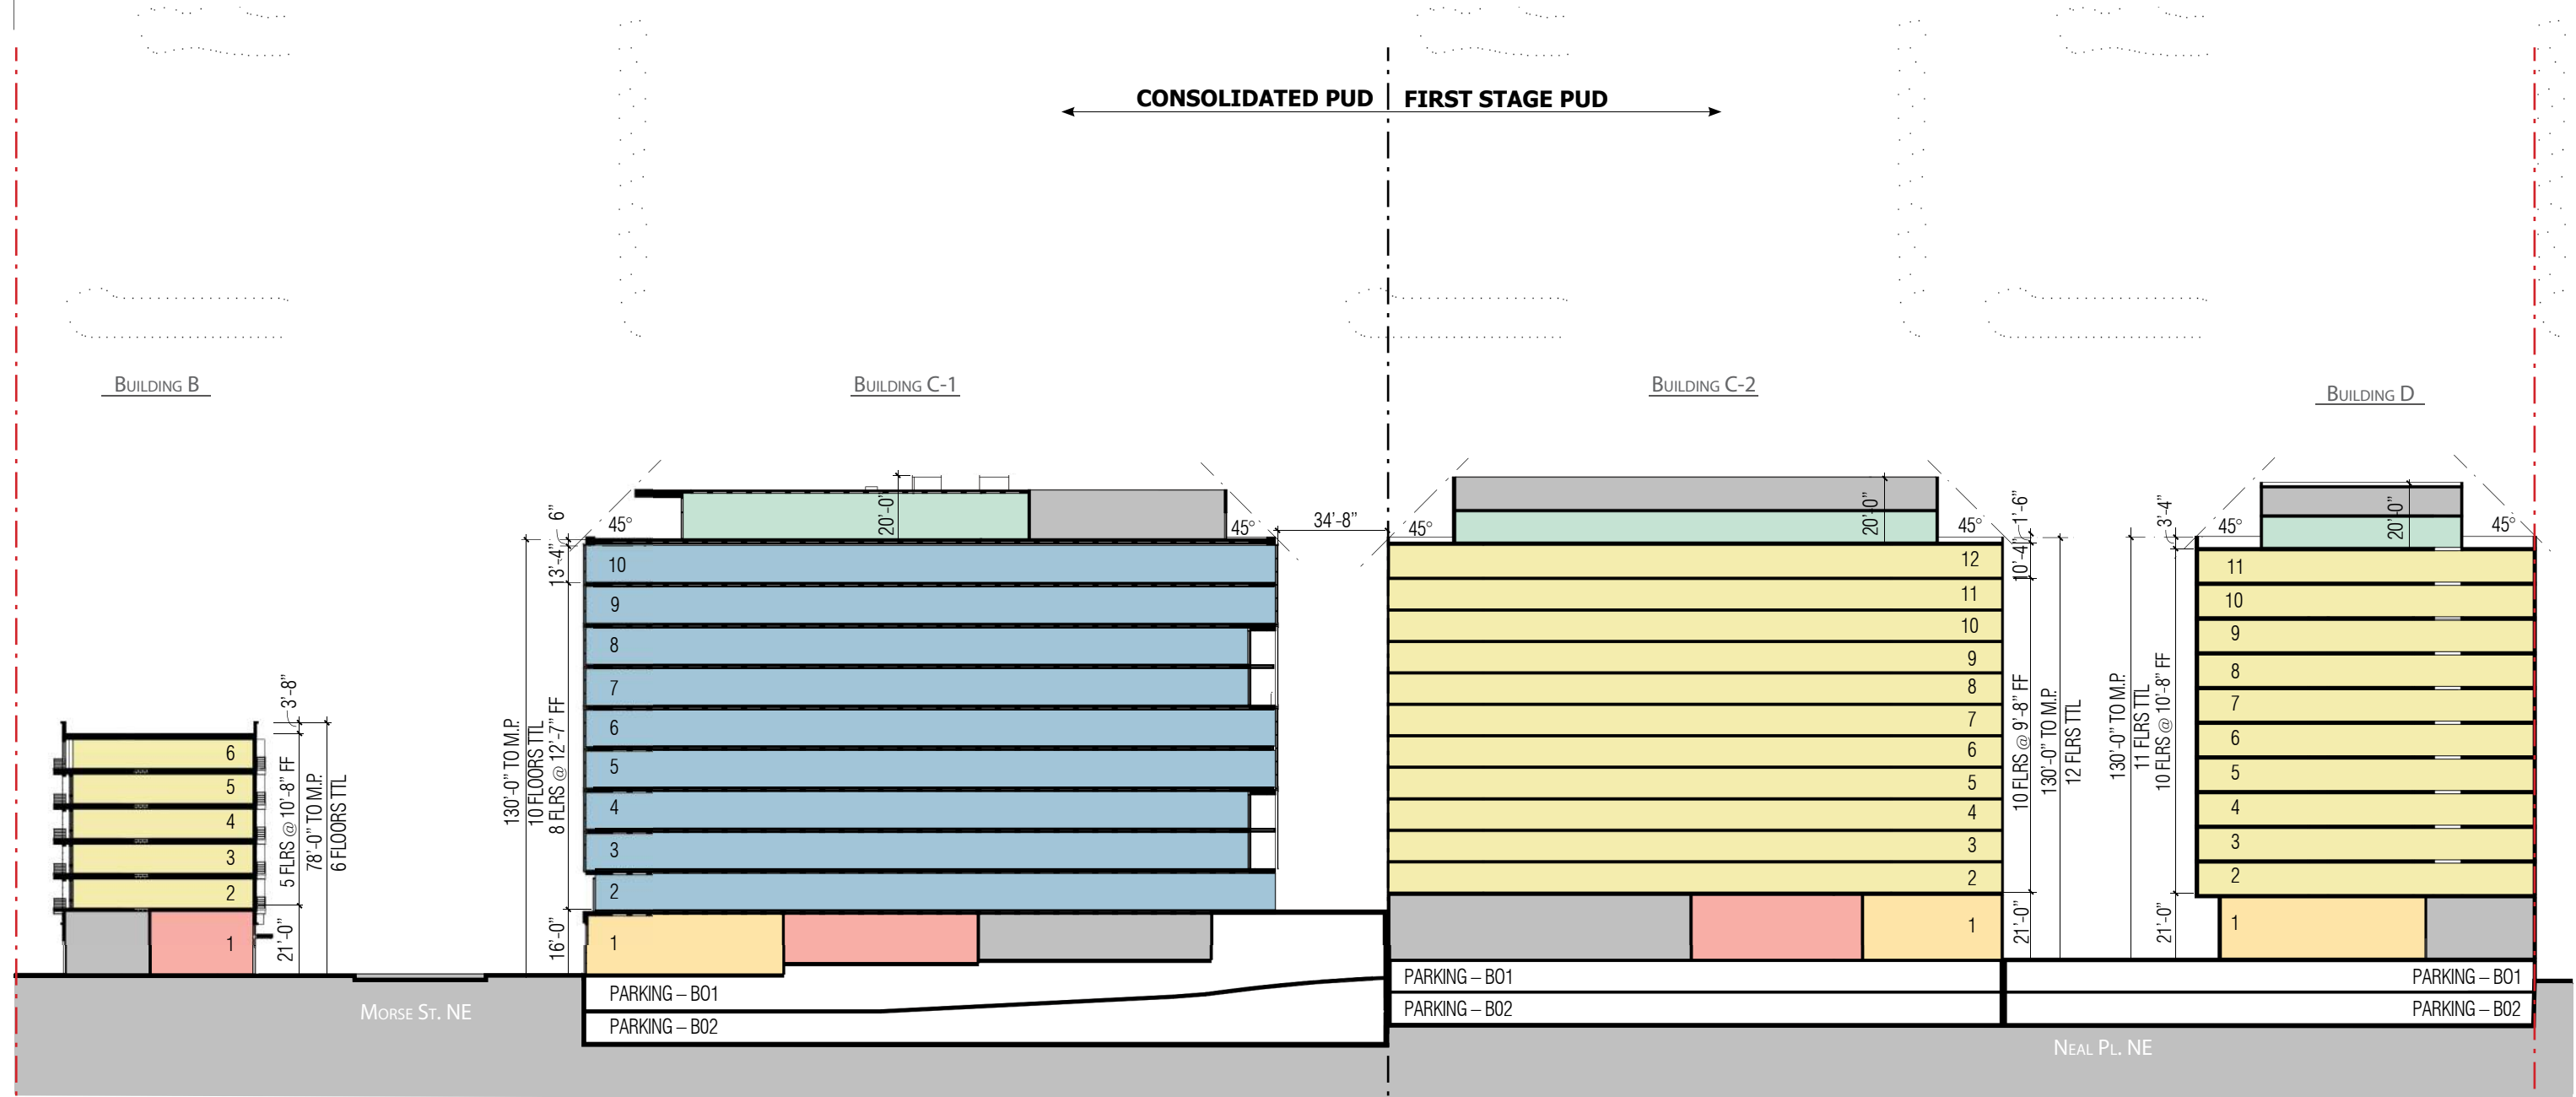 CONSOLIDATED PUD
FIRST STAGE PUD
Building B
Building C-1
Building C-2
Building D
3'-8"
5 FLRS @ 10'-8" FF
78'-0" TO M.P.
6 FLOORS TTL
21'-0"
6
5
4
3
2
1
Morse St. NE
130'-0" TO M.P.
10 FLOORS TTL
8 FLRS @ 12'-7" FF
6"
13'-4"
16'-0"
45°
20'-0"
45°
34'-8"
10
9
8
7
6
5
4
3
2
1
PARKING – BO1
PARKING – B02
45°
20'-0"
45°
12
11
10
9
8
7
6
5
4
3
2
1
1'-6"
10'-4"
10 FLRS @ 9'-8" FF
130'-0" TO M.P.
12 FLRS TTL
21'-0"
PARKING – BO1
PARKING – B02
130'-0" TO M.P.
11 FLRS TTL
10 FLRS @ 10'-8" FF
3'-4"
21'-0"
45°
20'-0"
45°
11
10
9
8
7
6
5
4
3
2
1
PARKING – BO1
PARKING – B02
Neal Pl. NE